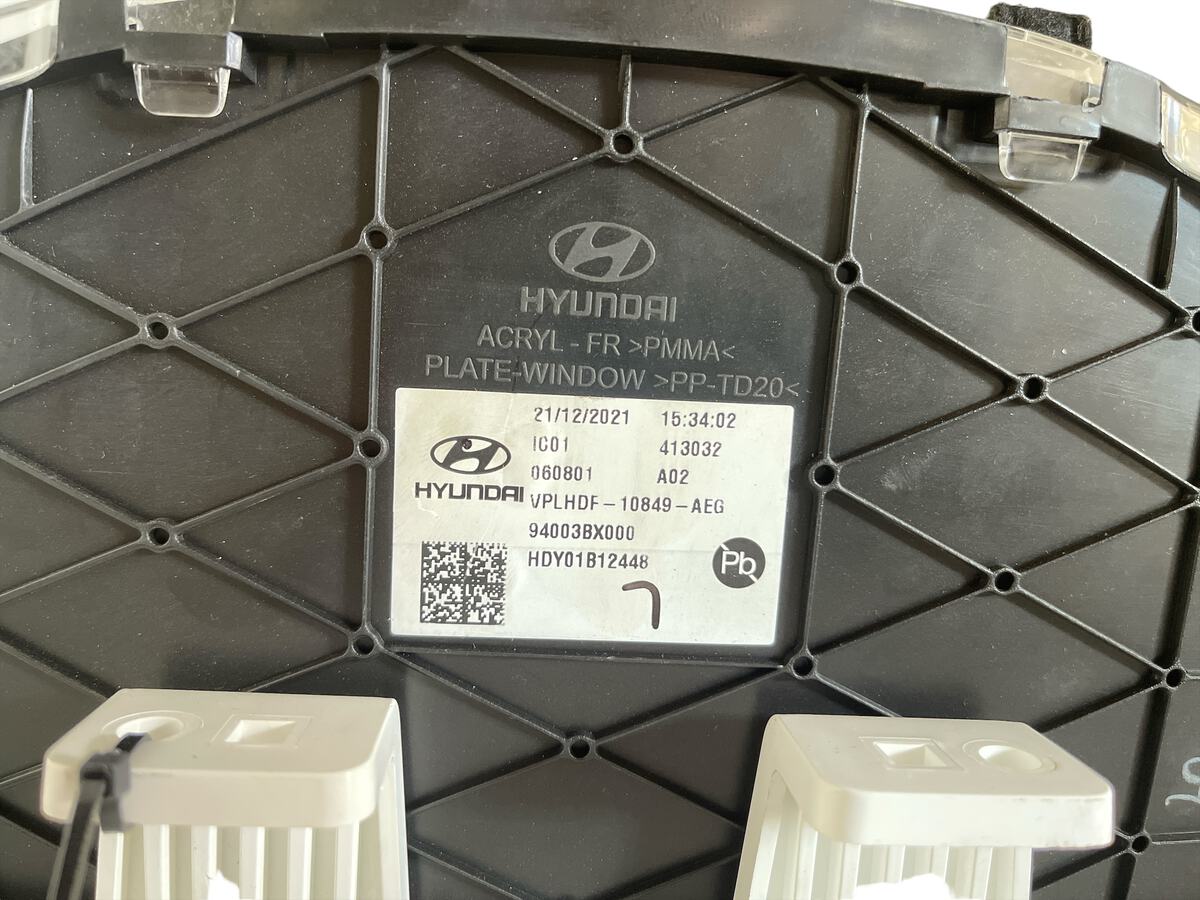 HYUNDAI
ACRYL - FR >PMMA<
PLATE-WINDOW >PP-TD20<
21/12/2021 15:34:02
IC01 413032
060801 A02
HYUNDAI VPLHDF-10849-AEG
94003BX000
HDY01B12448
Pb